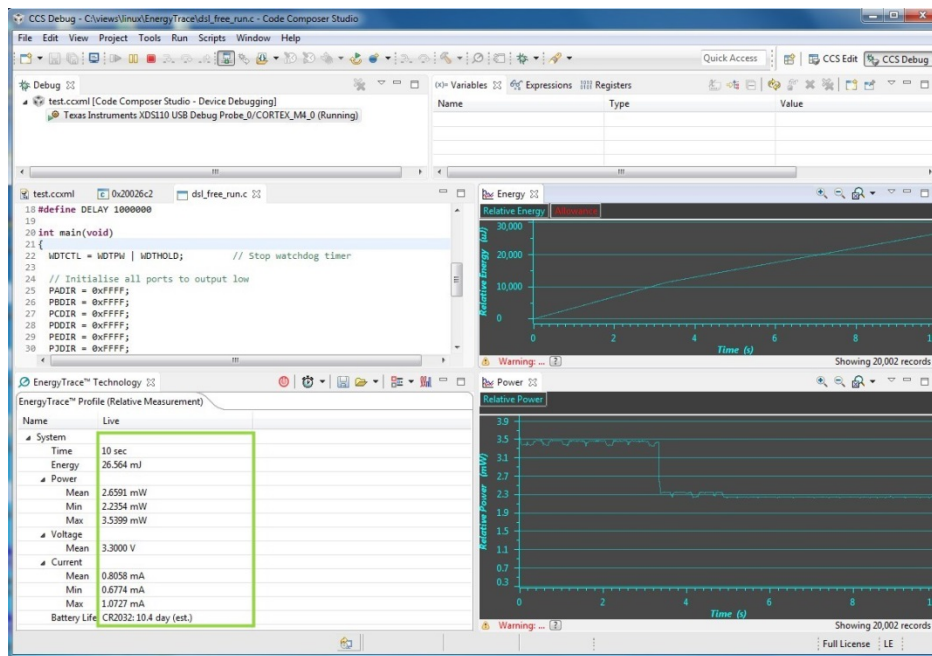 CCS Debug - C:\views\linux\EnergyTrace\dsl_free_run.c - Code Composer Studio
File Edit View Project Tools Run Scripts Window Help
Quick Access CCS Edit CCS Debug
Debug
test.ccxml [Code Composer Studio - Device Debugging]
Texas Instruments XDS110 USB Debug Probe_0/CORTEX_M4_0 (Running)
(x)= Variables Expressions Registers
Name Type Value
test.ccxml 0x20026c2 dsl_free_run.c
18 #define DELAY 1000000
19
20 int main(void)
21 {
22 WDTCTL = WDTPW | WDTHOLD; // Stop watchdog timer
23
24 // Initialise all ports to output low
25 PADIR = 0xFFFF;
26 PBDIR = 0xFFFF;
27 PCDIR = 0xFFFF;
28 PDDIR = 0xFFFF;
29 PEDIR = 0xFFFF;
30 PJDIR = 0xFFFF;
Energy
Relative Energy Allowance
Relative Energy (uJ)
30,000
20,000
10,000
0
0 2 4 6 8 1
Time (s)
Warning: ... Showing 20,002 records
EnergyTrace™ Technology
EnergyTrace™ Profile (Relative Measurement)
Name Live
System
Time 10 sec
Energy 26.564 mJ
Power
Mean 2.6591 mW
Min 2.2354 mW
Max 3.5399 mW
Voltage
Mean 3.3000 V
Current
Mean 0.8058 mA
Min 0.6774 mA
Max 1.0727 mA
Battery Life CR2032: 10.4 day (est.)
Power
Relative Power
Relative Power (mW)
3.9
3.5
3.1
2.7
2.3
1.9
1.5
1.1
0.7
0.3
0 2 4 6 8 1
Time (s)
Warning: ... Showing 20,002 records
Full License LE